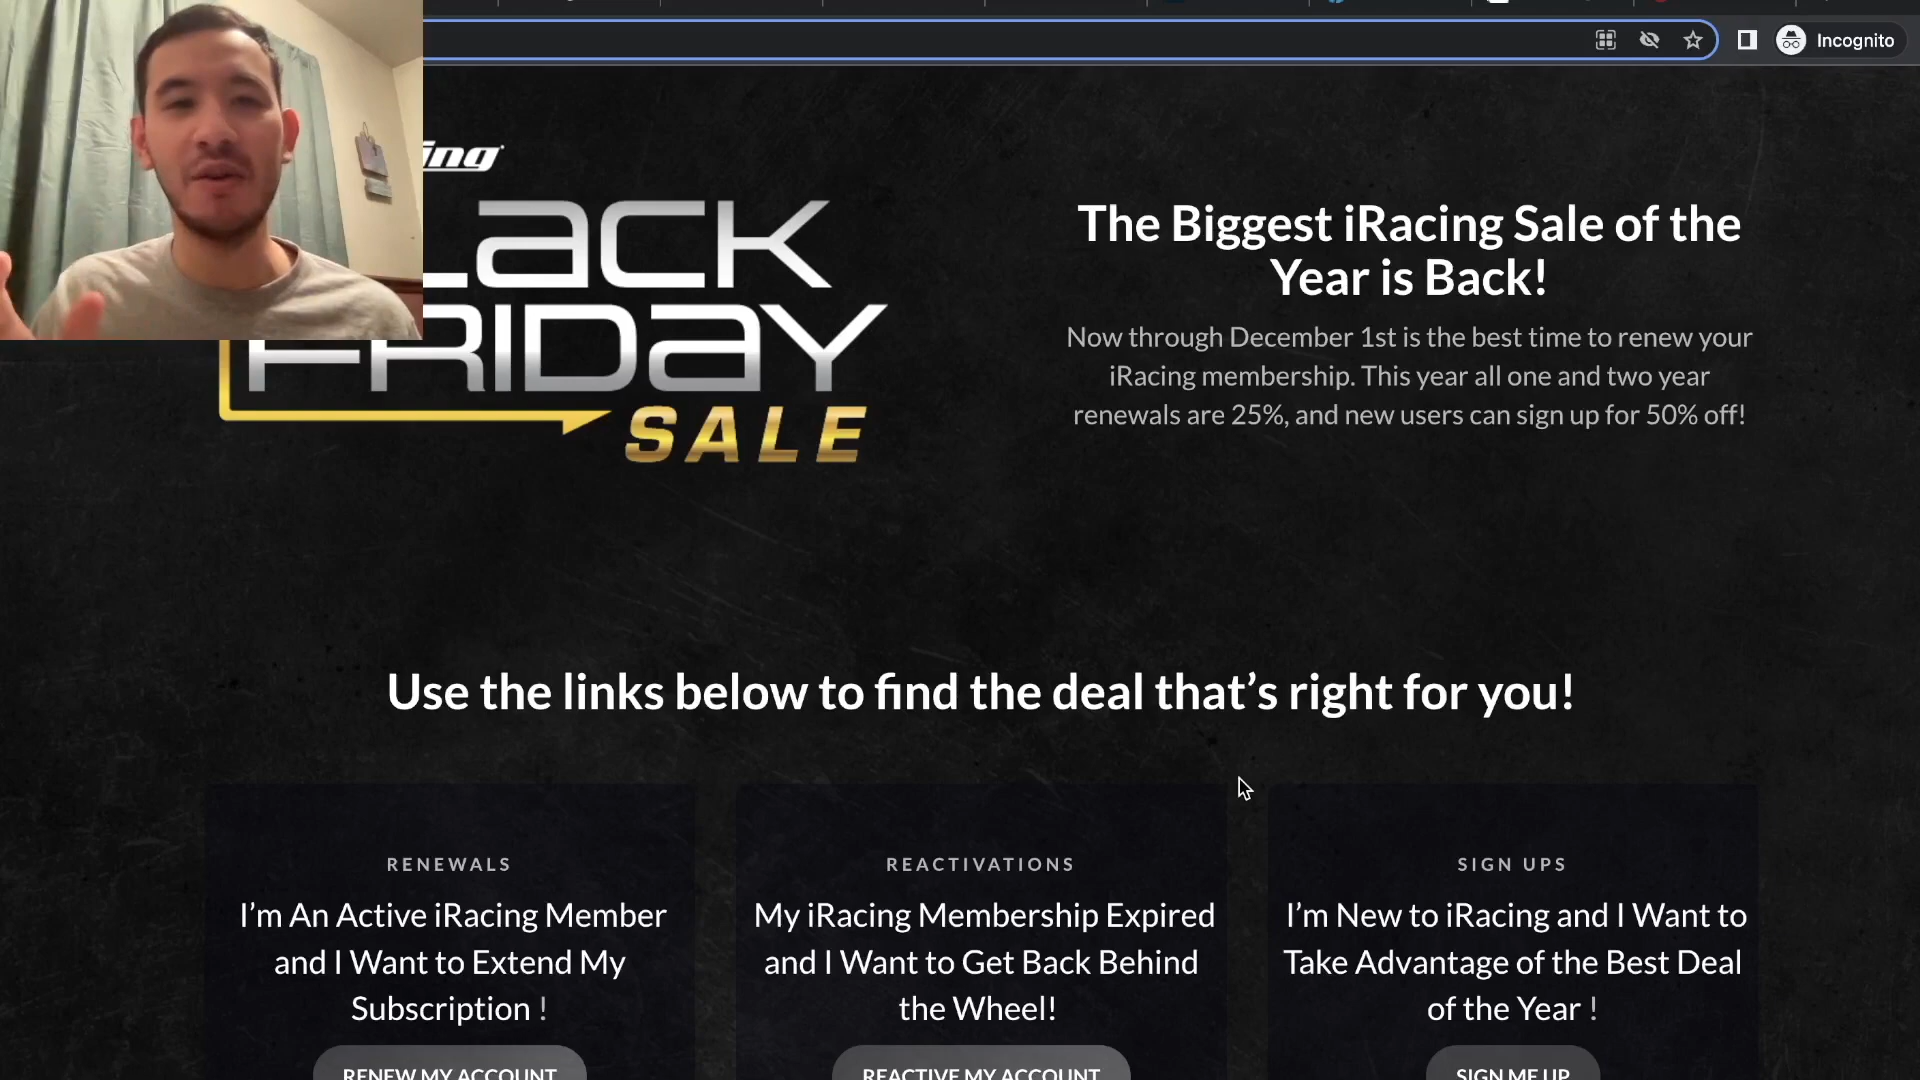 Incognito
ing
Lack
FRIDay
SALE
The Biggest iRacing Sale of the
Year is Back!
Now through December 1st is the best time to renew your
iRacing membership. This year all one and two year
renewals are 25%, and new users can sign up for 50% off!
Use the links below to find the deal that’s right for you!
RENEWALS
I’m An Active iRacing Member
and I Want to Extend My
Subscription !
RENEW MY ACCOUNT
REACTIVATIONS
My iRacing Membership Expired
and I Want to Get Back Behind
the Wheel!
REACTIVE MY ACCOUNT
SIGN UPS
I’m New to iRacing and I Want to
Take Advantage of the Best Deal
of the Year !
SIGN ME UP